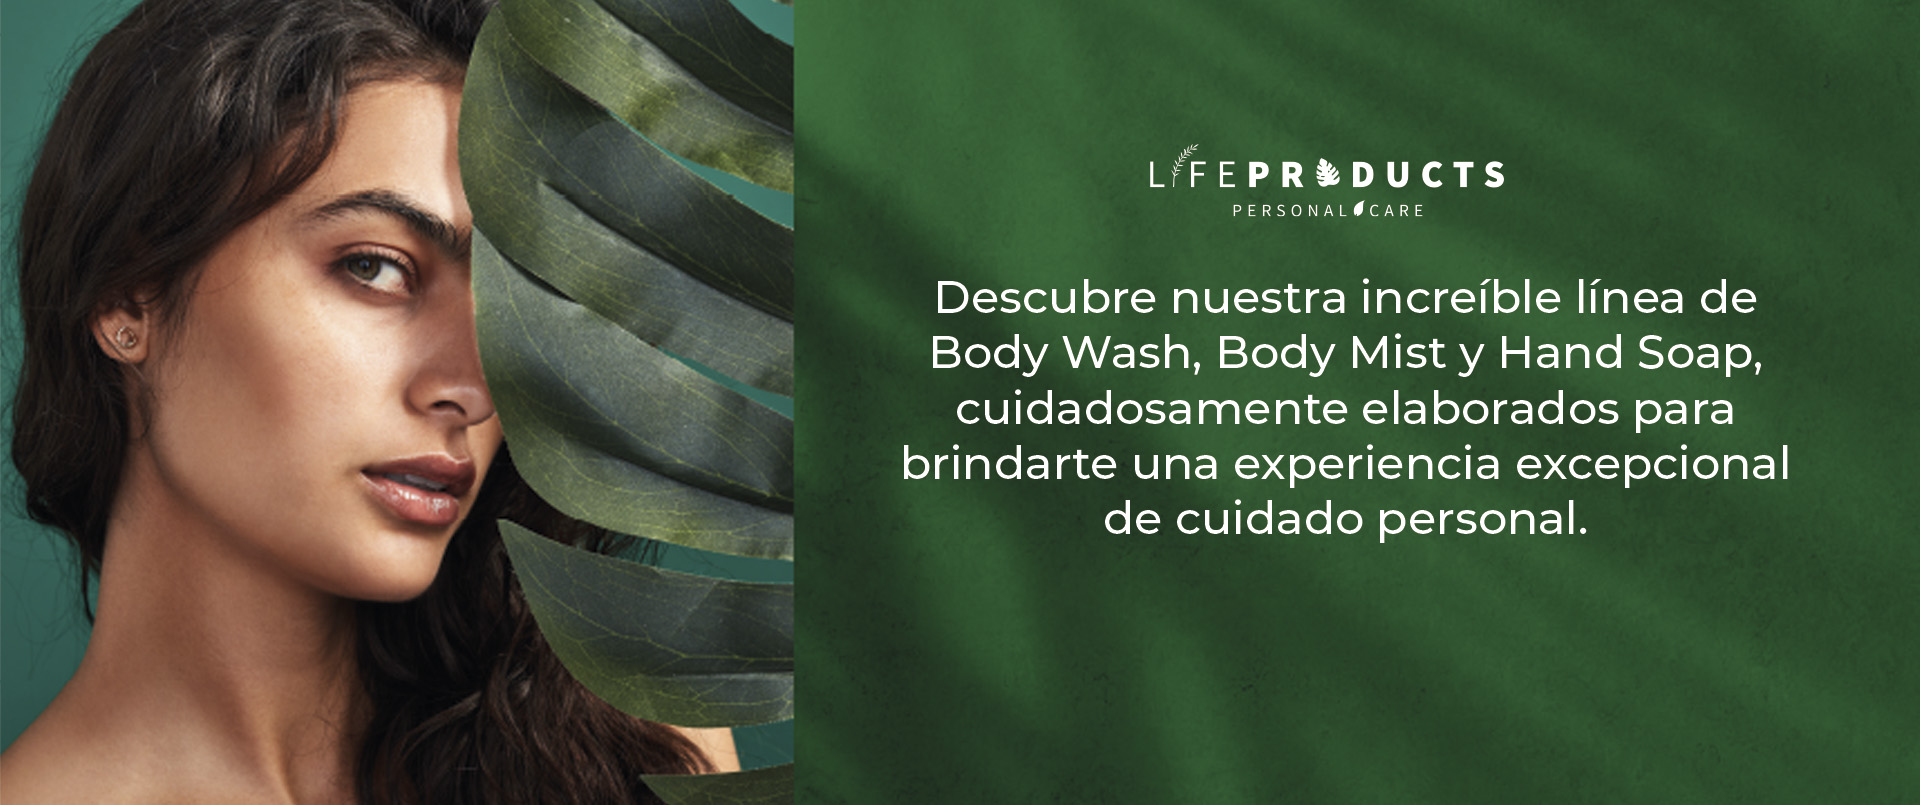 LIFEPRODUCTS
PERSONAL CARE
Descubre nuestra increíble línea de
Body Wash, Body Mist y Hand Soap,
cuidadosamente elaborados para
brindarte una experiencia excepcional
de cuidado personal.